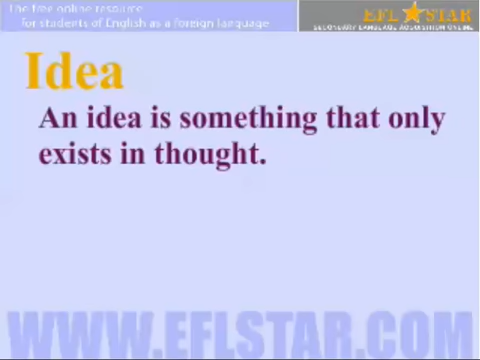 The free online resource
for students of English as a foreign language
EFL STAR
SECONDARY LANGUAGE ACQUISITION ONLINE
Idea
An idea is something that only
exists in thought.
WWW.EFLSTAR.COM